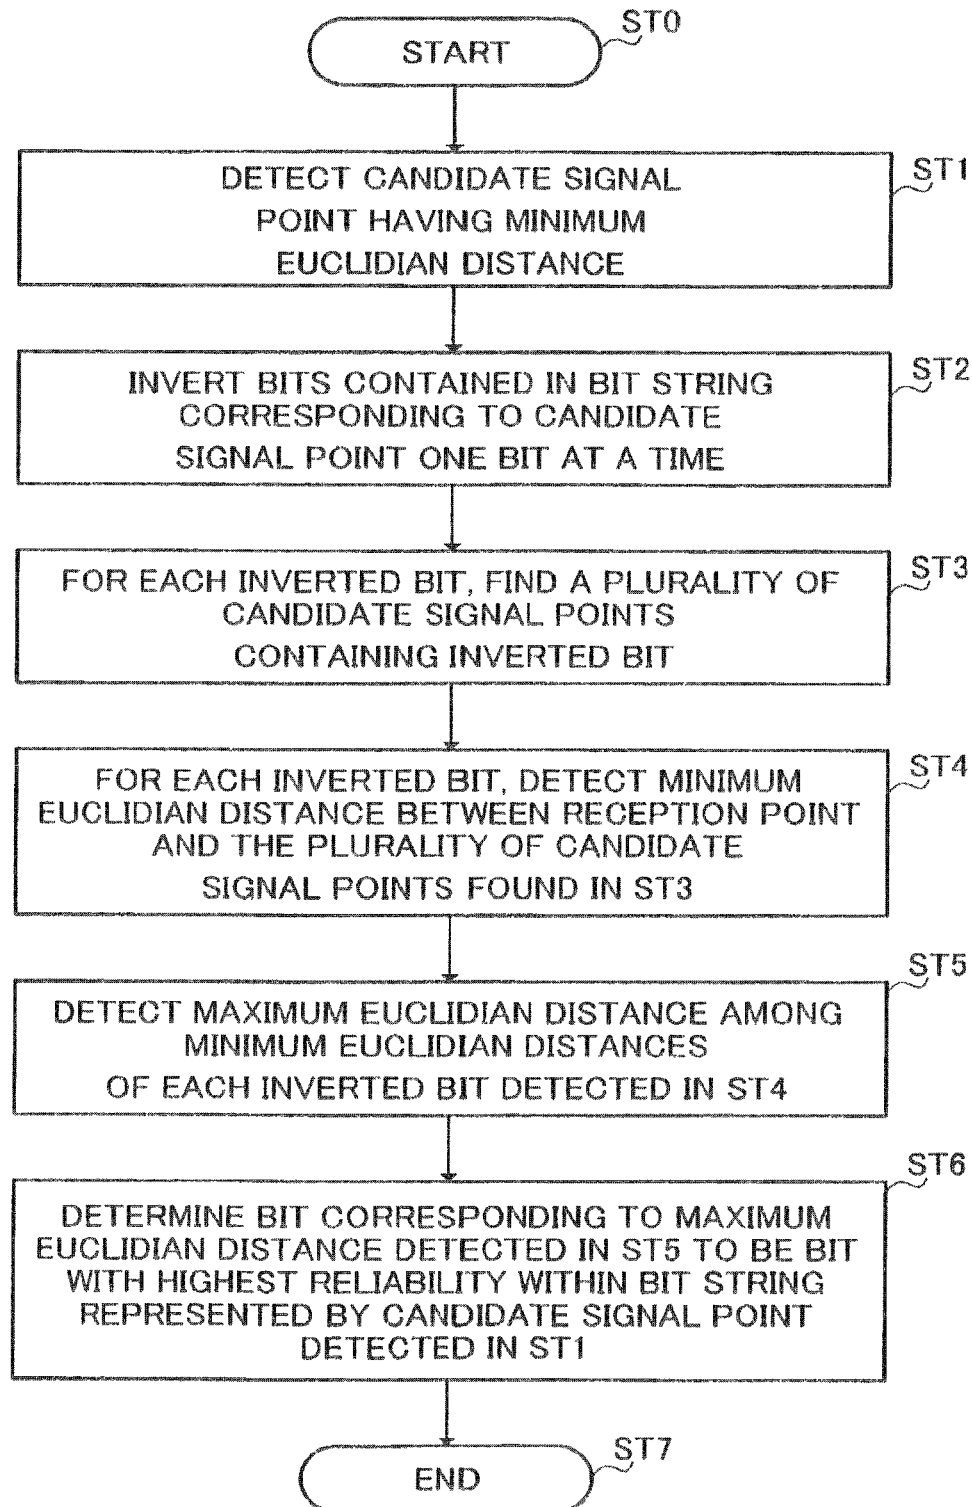 START
ST0
DETECT CANDIDATE SIGNAL
POINT HAVING MINIMUM
EUCLIDIAN DISTANCE
ST1
INVERT BITS CONTAINED IN BIT STRING
CORRESPONDING TO CANDIDATE
SIGNAL POINT ONE BIT AT A TIME
ST2
FOR EACH INVERTED BIT, FIND A PLURALITY OF
CANDIDATE SIGNAL POINTS
CONTAINING INVERTED BIT
ST3
FOR EACH INVERTED BIT, DETECT MINIMUM
EUCLIDIAN DISTANCE BETWEEN RECEPTION POINT
AND THE PLURALITY OF CANDIDATE
SIGNAL POINTS FOUND IN ST3
ST4
DETECT MAXIMUM EUCLIDIAN DISTANCE AMONG
MINIMUM EUCLIDIAN DISTANCES
OF EACH INVERTED BIT DETECTED IN ST4
ST5
DETERMINE BIT CORRESPONDING TO MAXIMUM
EUCLIDIAN DISTANCE DETECTED IN ST5 TO BE BIT
WITH HIGHEST RELIABILITY WITHIN BIT STRING
REPRESENTED BY CANDIDATE SIGNAL POINT
DETECTED IN ST1
ST6
END
ST7